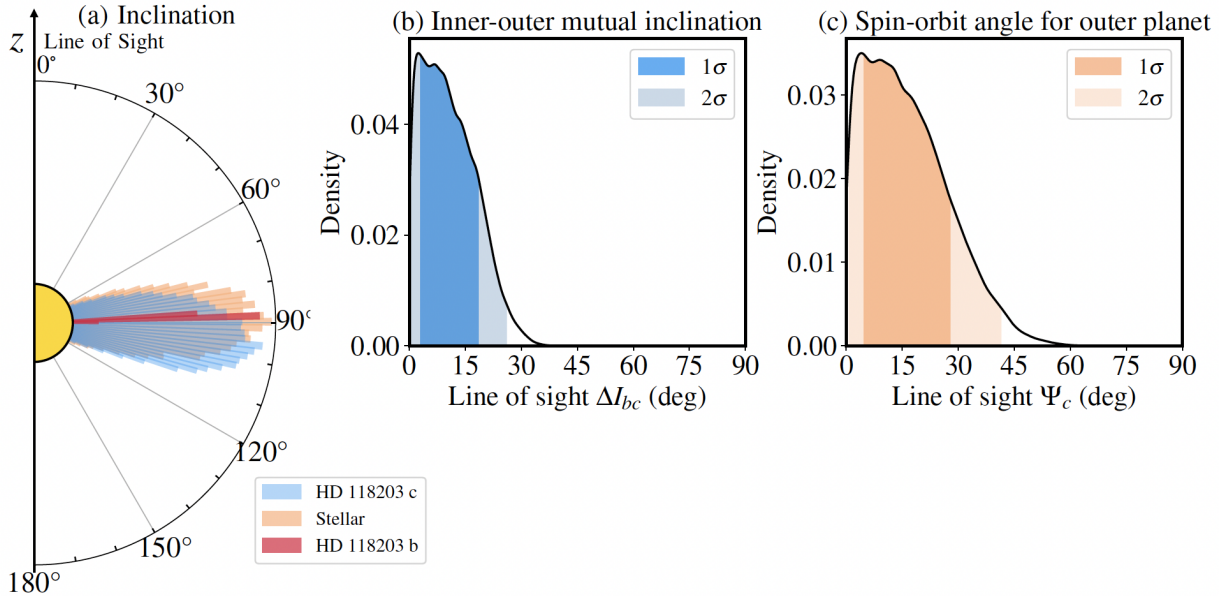 (a) Inclination
z
Line of Sight
0°
30°
60°
90°
120°
150°
180°
HD 118203 c
Stellar
HD 118203 b
(b) Inner-outer mutual inclination
1σ
2σ
Density
0.04
0.02
0.00
0 15 30 45 60 75 90
Line of sight ΔI_bc (deg)
(c) Spin-orbit angle for outer planet
1σ
2σ
Density
0.03
0.02
0.01
0.00
0 15 30 45 60 75 90
Line of sight Ψ_c (deg)